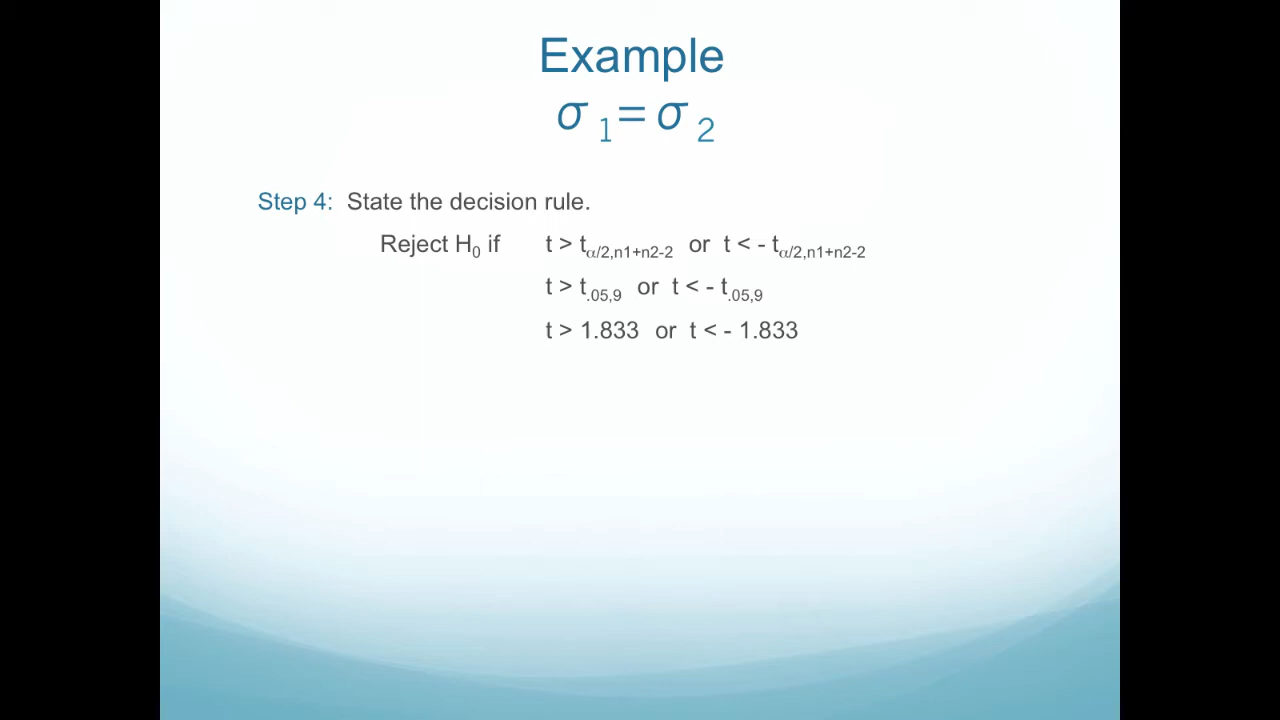 Example
σ 1 = σ 2
Step 4: State the decision rule.
Reject H0 if t > tα/2,n1+n2-2 or t < - tα/2,n1+n2-2
t > t.05,9 or t < - t.05,9
t > 1.833 or t < - 1.833